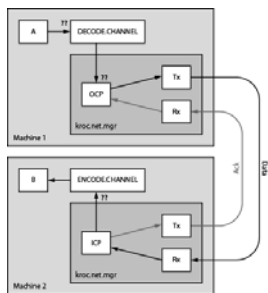 ??
A
DECODE.CHANNEL
??
OCP
Tx
Rx
kroc.net.mgr
Machine 1
Ack
Data
B
ENCODE.CHANNEL
??
ICP
Tx
Rx
kroc.net.mgr
Machine 2